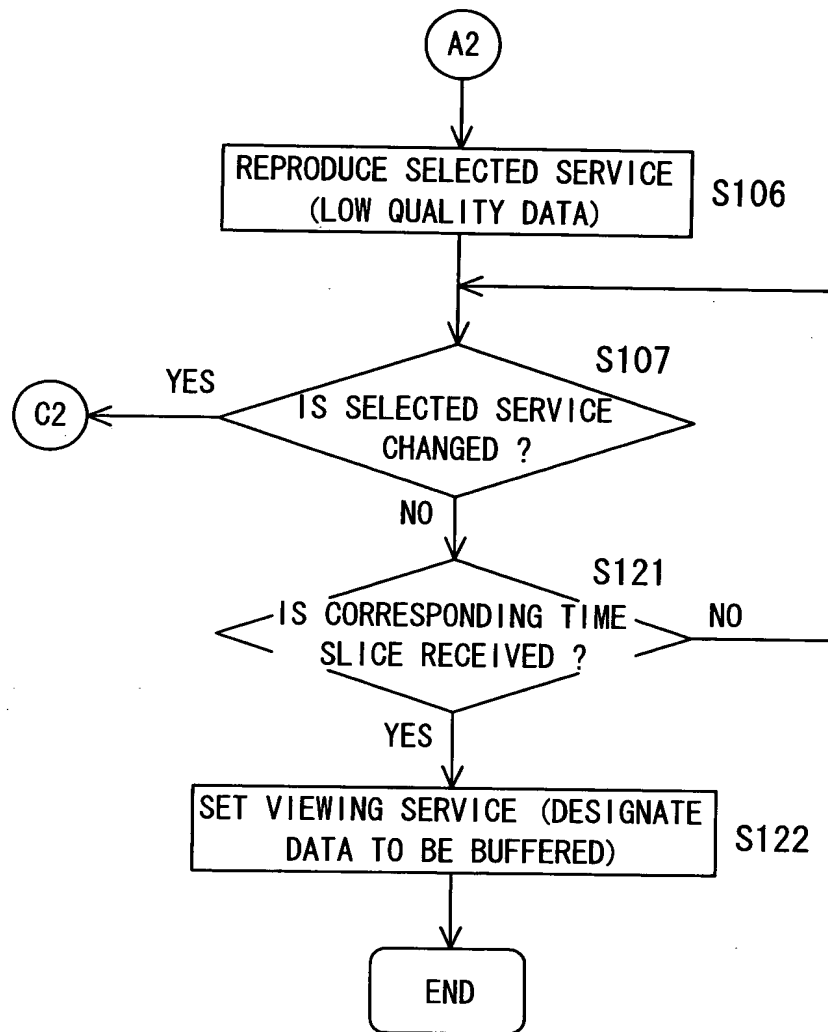 A2
REPRODUCE SELECTED SERVICE
(LOW QUALITY DATA)
S106
S107
YES
C2
IS SELECTED SERVICE
CHANGED ?
NO
S121
IS CORRESPONDING TIME
SLICE RECEIVED ?
NO
YES
SET VIEWING SERVICE (DESIGNATE
DATA TO BE BUFFERED)
S122
END